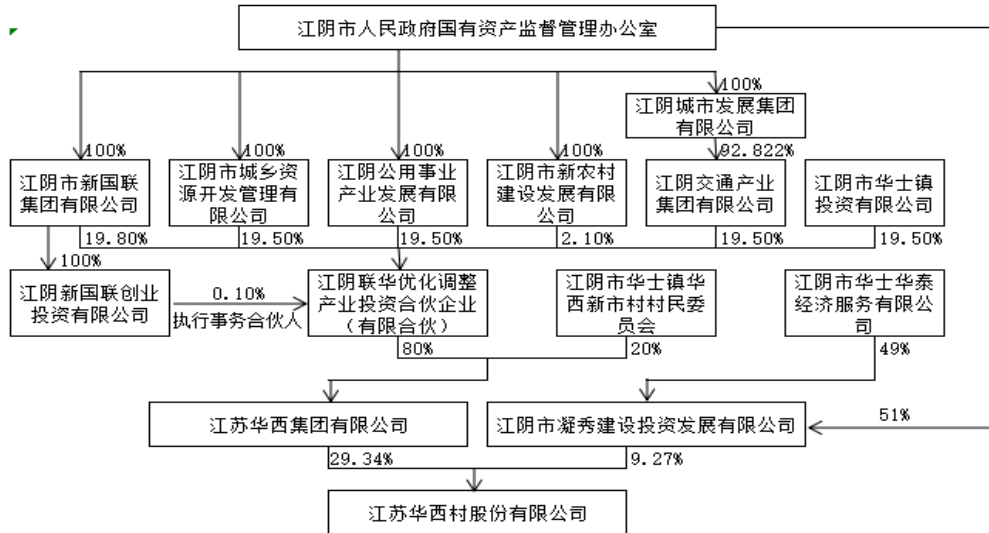 江阴市人民政府国有资产监督管理办公室
100%
江阴城市发展集团
有限公司
100%
100%
100%
100%
92.822%
江阴市新国联
集团有限公司
江阴市城乡资
源开发管理有
限公司
江阴公用事业
产业发展有限
公司
江阴市新农村
建设发展有限
公司
江阴交通产业
集团有限公司
江阴市华士镇
投资有限公司
19.80%
19.50%
19.50%
2.10%
19.50%
19.50%
100%
江阴新国联创业
投资有限公司
0.10%
执行事务合伙人
江阴联华优化调整
产业投资合伙企业
（有限合伙）
江阴市华士镇华
西新市村村民委
员会
江阴市华士华泰
经济服务有限公
司
80%
20%
49%
江苏华西集团有限公司
江阴市凝秀建设投资发展有限公司
51%
29.34%
9.27%
江苏华西村股份有限公司